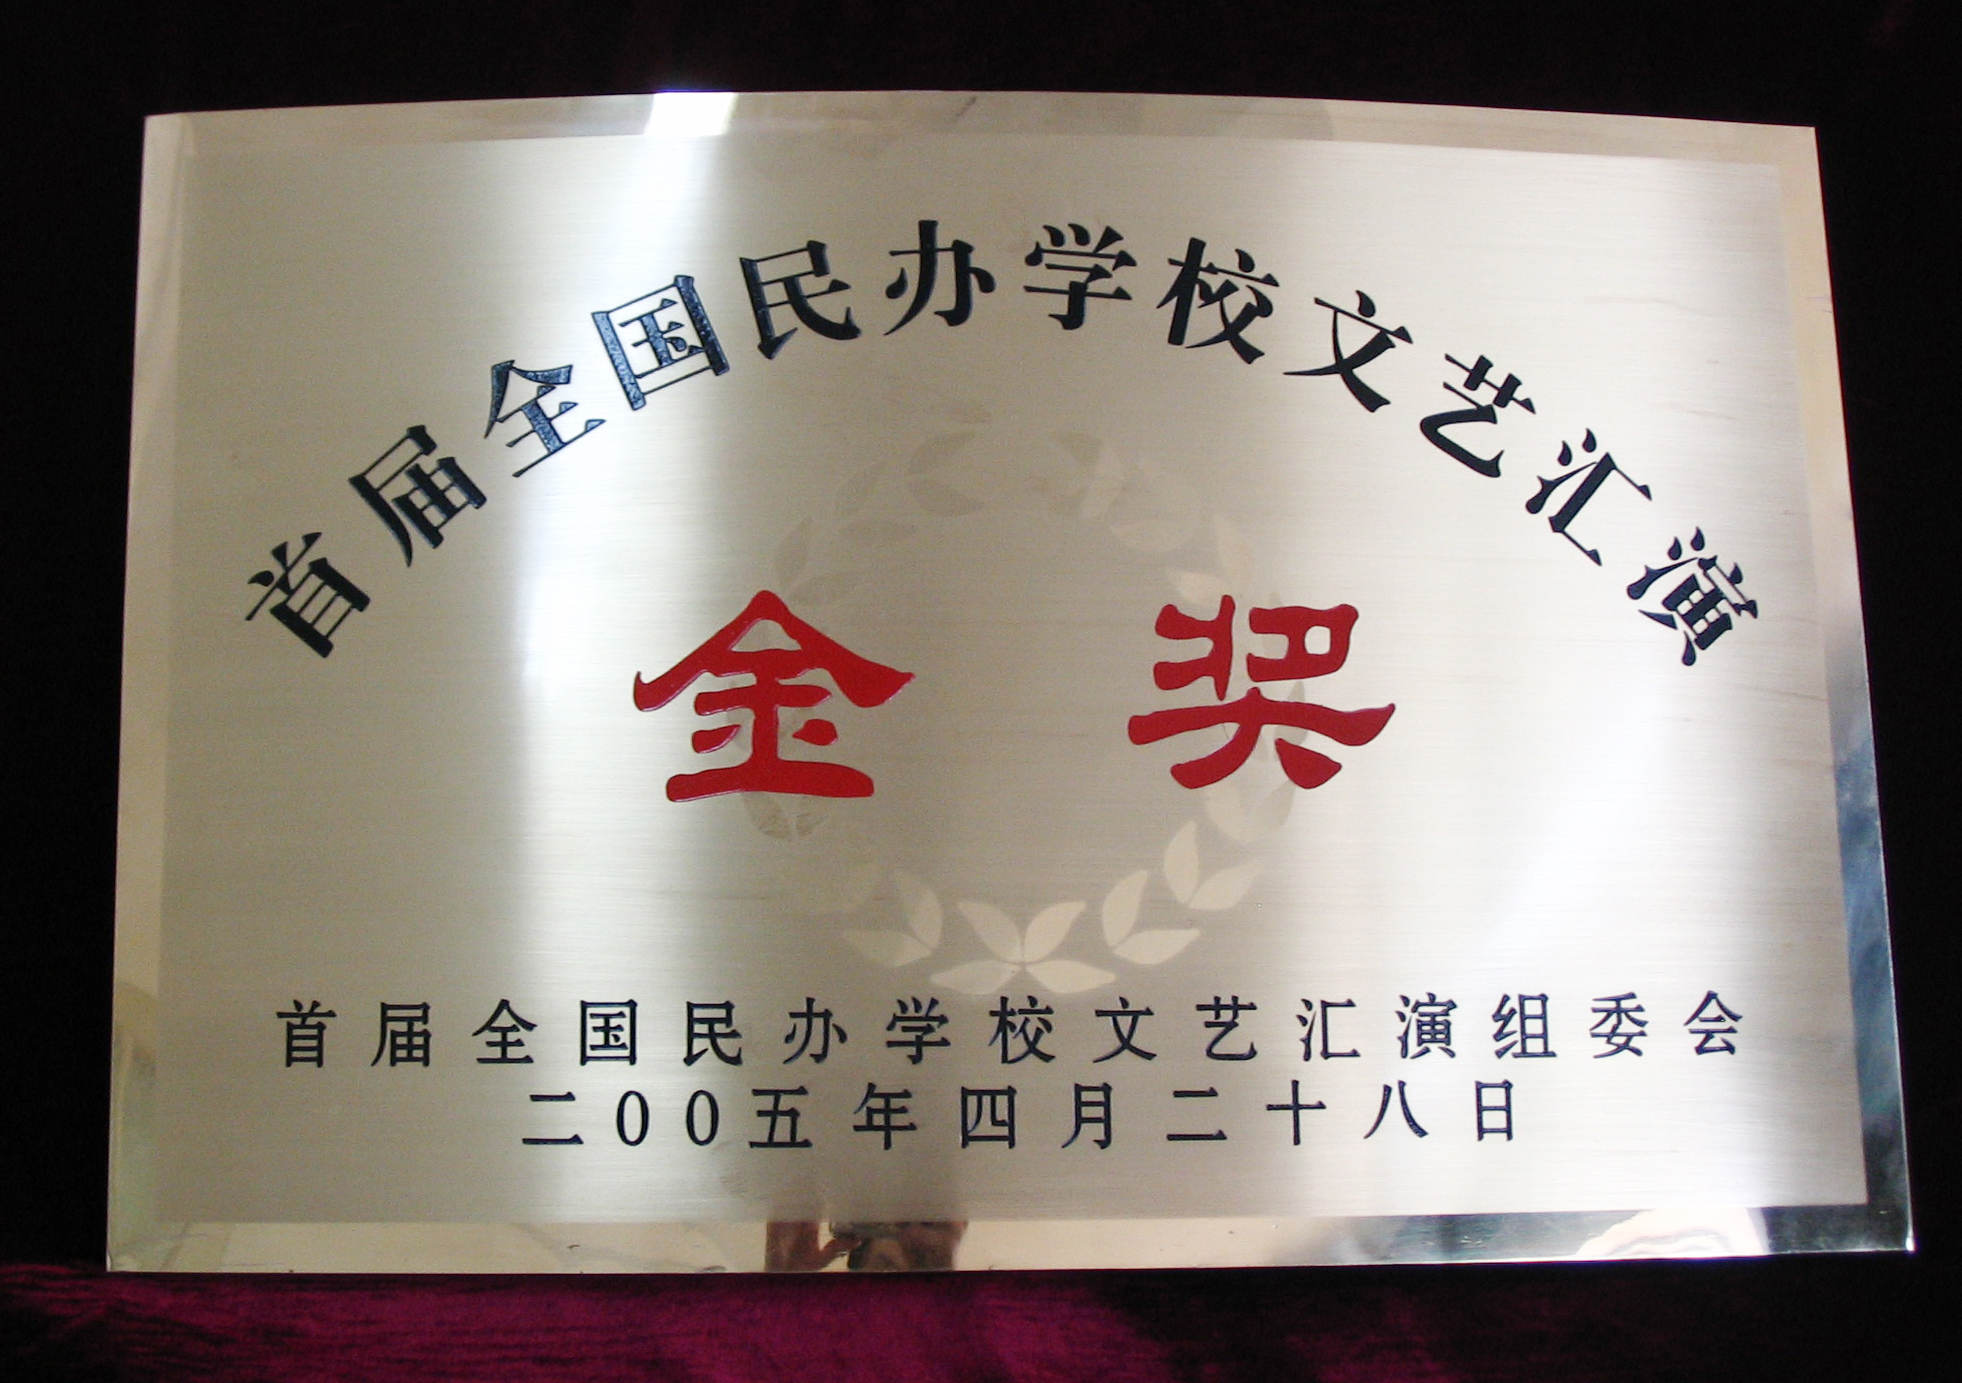 首届全国民办学校文艺汇演
金奖
首届全国民办学校文艺汇演组委会
二00五年四月二十八日